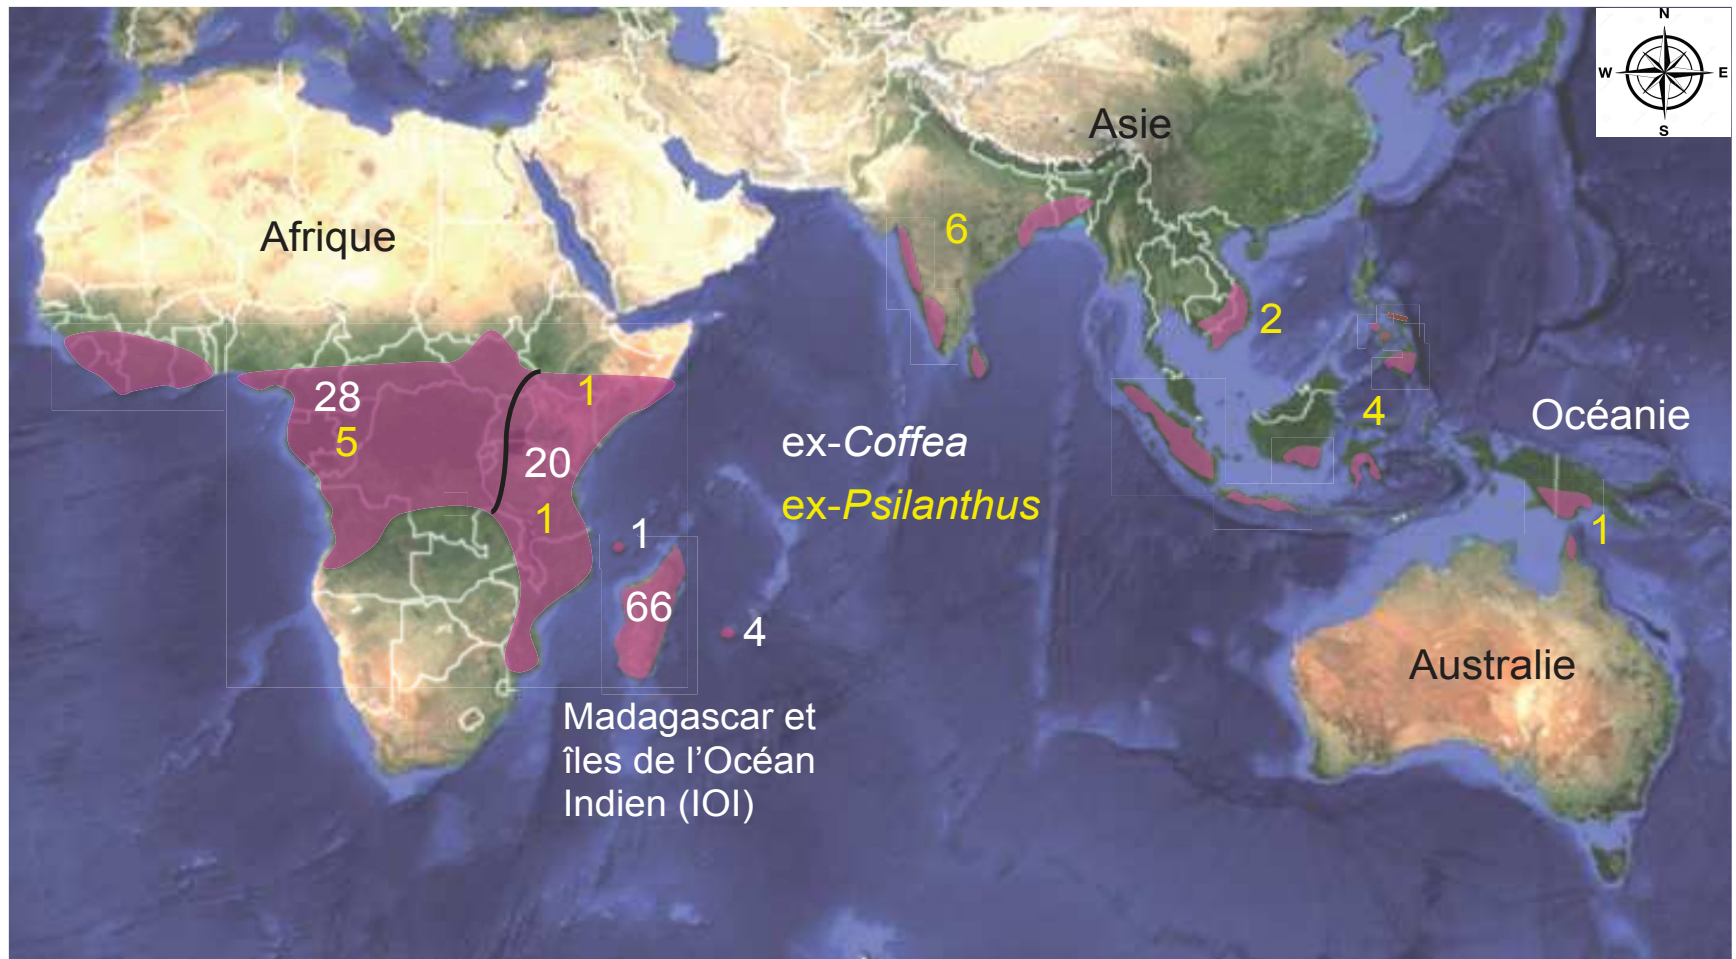 N
W E
S
Asie
Afrique
6
2
28
5
1
20
1
4
Océanie
ex-Coffea
ex-Psilanthus
1
1
66
4
Australie
Madagascar et
îles de l'Océan
Indien (IOI)